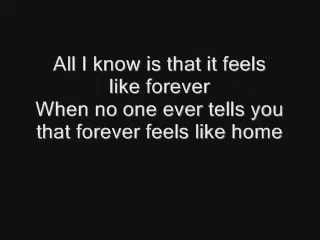 All I know is that it feels
like forever
When no one ever tells you
that forever feels like home